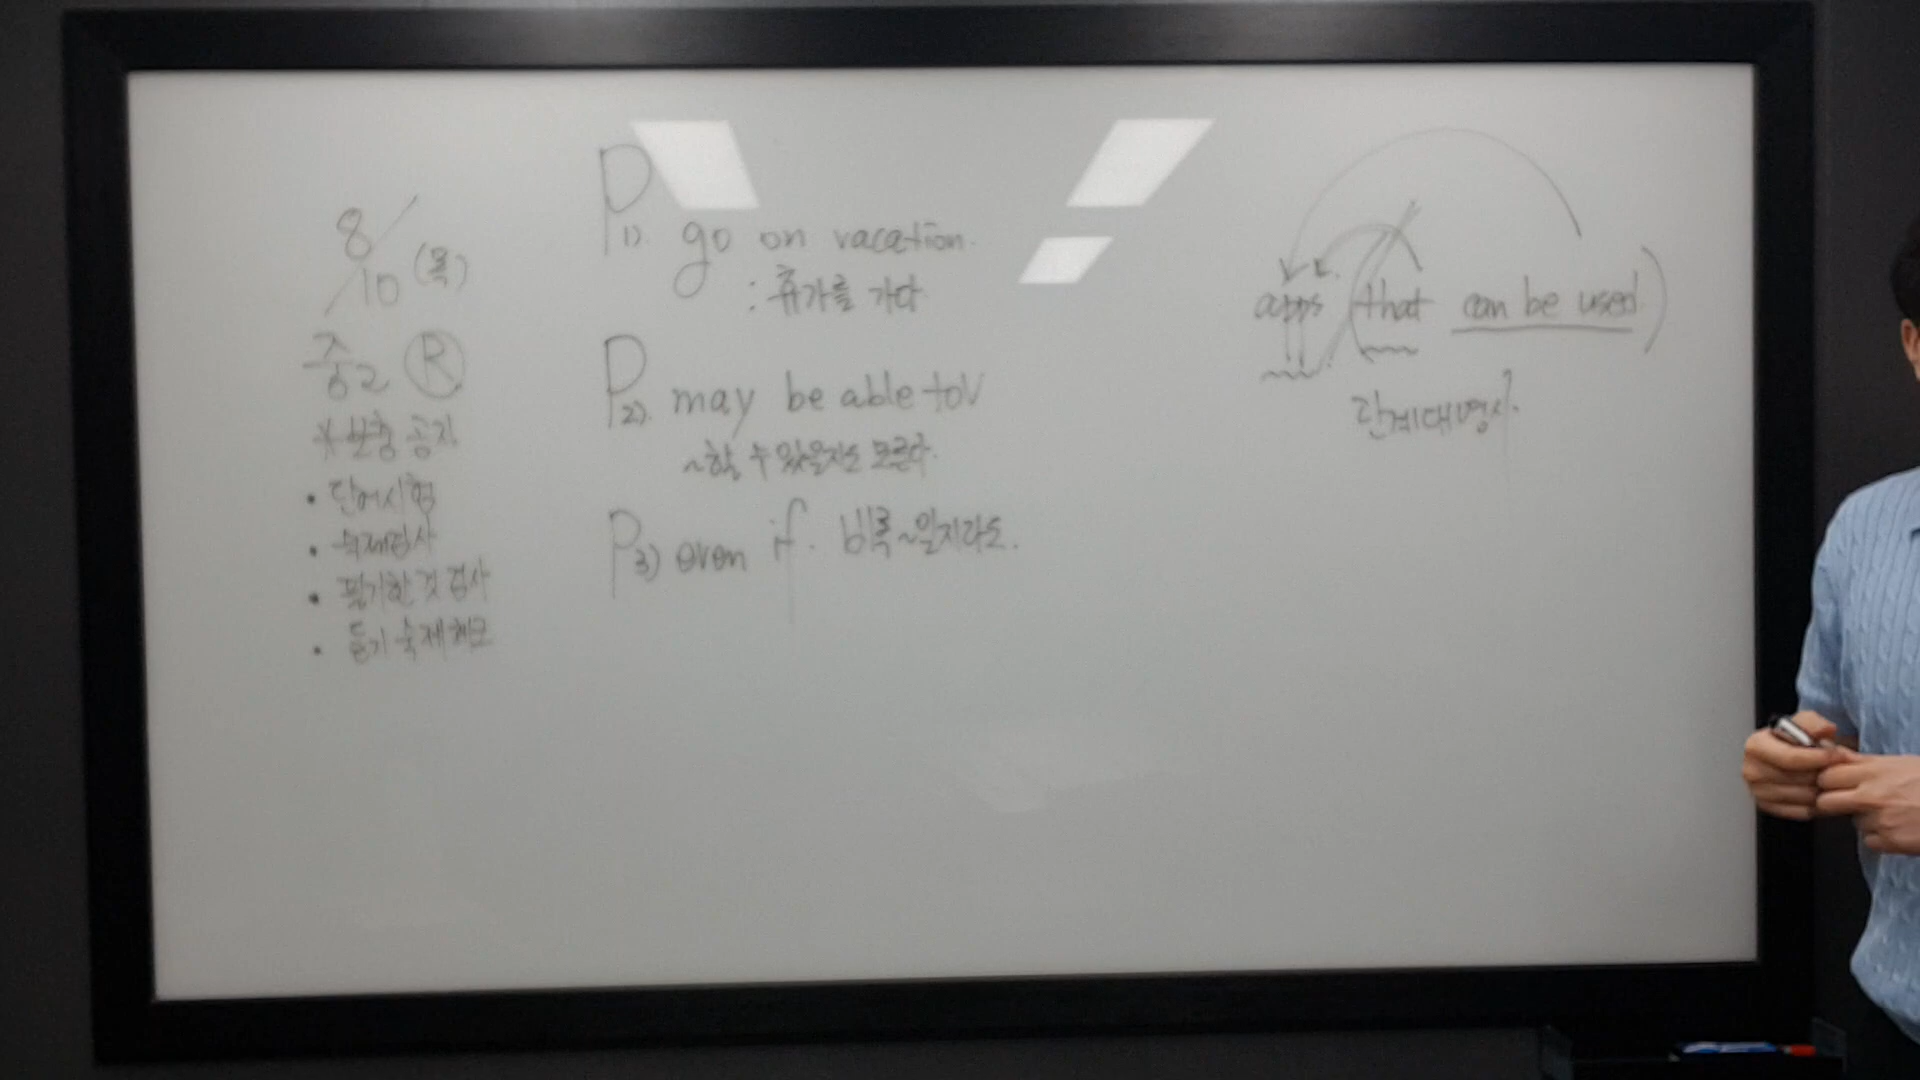 8/10 (목)
중2 Ⓡ
* 보충 공지
• 단어시험
• 숙제검사
• 필기한 것 검사
• 듣기 숙제 체크
P 1). go on vacation.
: 휴가를 가다
P 2). may be able to V
~할 수 있을지도 모른다.
P 3) even if. 비록 ~일지라도.
apps (that can be used)
관계대명사.